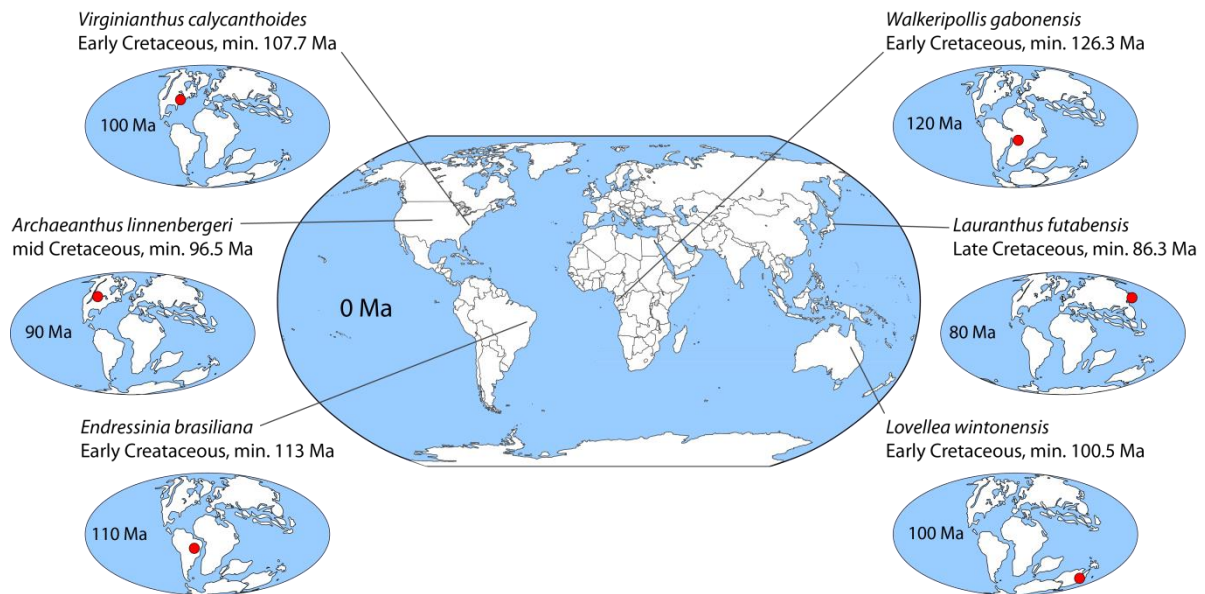 Virginianthus calycanthoides
Early Cretaceous, min. 107.7 Ma
100 Ma
Walkeripollis gabonensis
Early Cretaceous, min. 126.3 Ma
120 Ma
Archaeanthus linnenbergeri
mid Cretaceous, min. 96.5 Ma
90 Ma
0 Ma
Lauranthus futabensis
Late Cretaceous, min. 86.3 Ma
80 Ma
Endressinia brasiliana
Early Creataceous, min. 113 Ma
110 Ma
Lovellea wintonensis
Early Cretaceous, min. 100.5 Ma
100 Ma